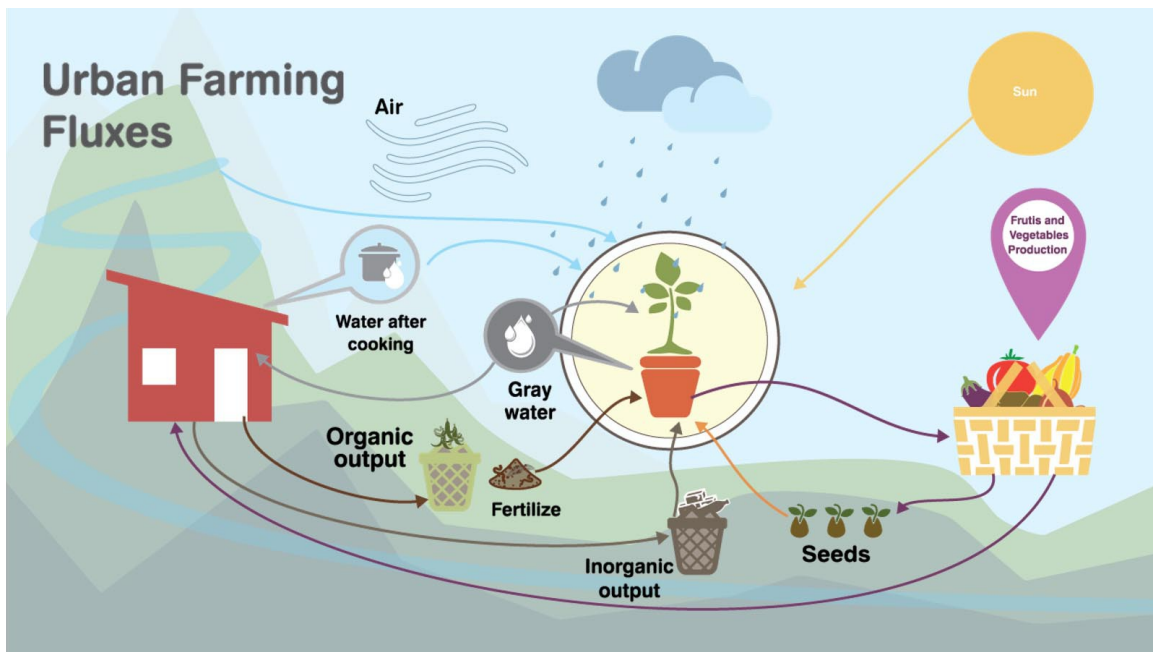 Urban Farming
Fluxes
Air
Sun
Frutis and
Vegetables
Production
Water after
cooking
Gray
water
Organic
output
Fertilize
Inorganic
output
Seeds